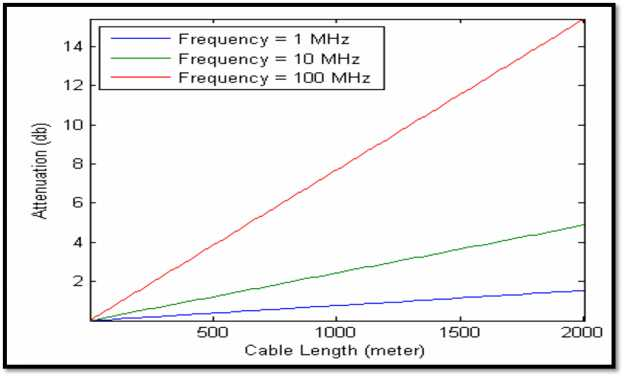 14
12
10
8
6
4
2
Attenuation (db)
Frequency = 1 MHz
Frequency = 10 MHz
Frequency = 100 MHz
500 1000 1500 2000
Cable Length (meter)